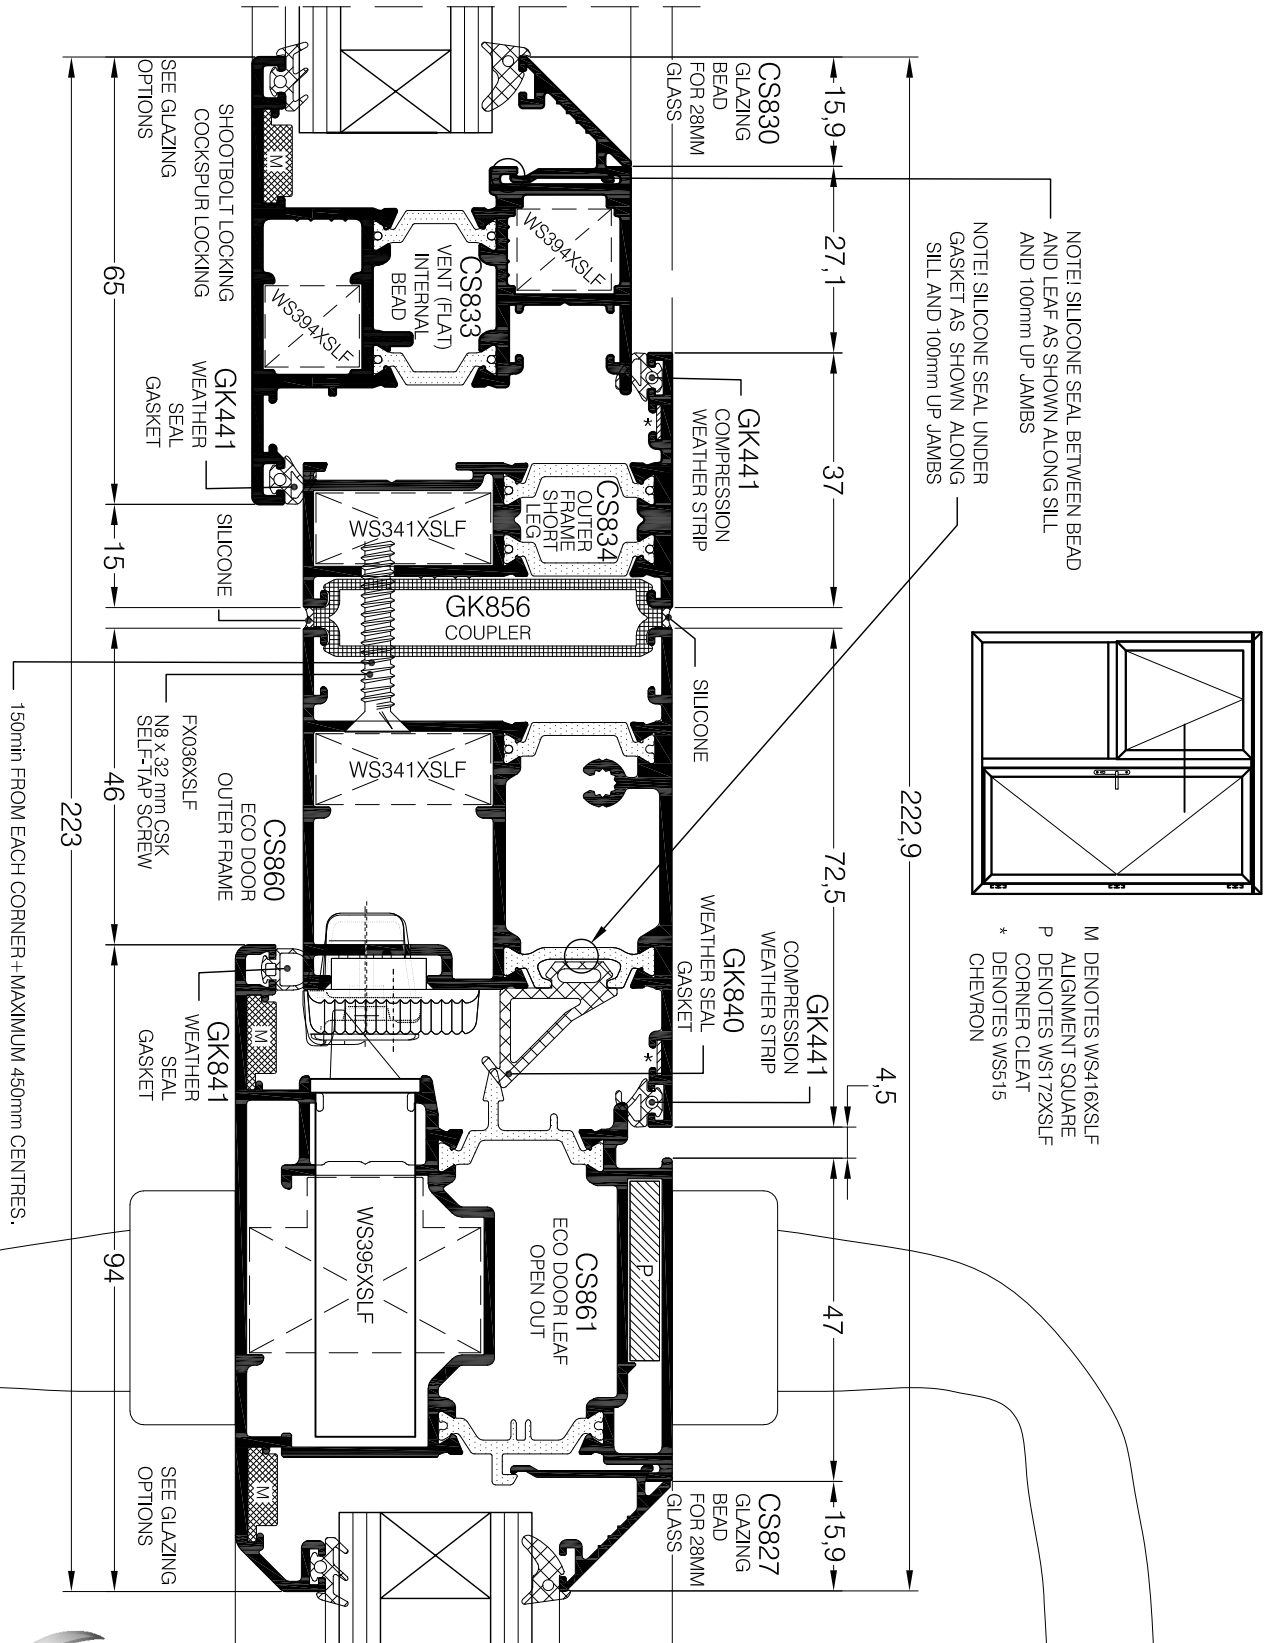 NOTE! SILICONE SEAL BETWEEN BEAD
AND LEAF AS SHOWN ALONG SILL
AND 100mm UP JAMBS
NOTE! SILICONE SEAL UNDER
GASKET AS SHOWN ALONG
SILL AND 100mm UP JAMBS
M DENOTES WS416XSLF
ALIGNMENT SQUARE
P DENOTES WS172XSLF
CORNER CLEAT
* DENOTES WS515
CHEVRON
222,9
15,9
27,1
37
72,5
4,5
47
15,9
CS830
GLAZING
BEAD
FOR 28MM
GLASS
GK441
COMPRESSION
WEATHER STRIP
SILICONE
GK441
COMPRESSION
WEATHER STRIP
GK840
WEATHER SEAL
GASKET
CS827
GLAZING
BEAD
FOR 28MM
GLASS
*
*
P
WS394XSLF
CS833
VENT (FLAT)
INTERNAL
BEAD
WS394XSLF
M
CS834
OUTER
FRAME
SHORT
LEG
WS341XSLF
GK856
COUPLER
WS341XSLF
CS861
ECO DOOR LEAF
OPEN OUT
WS395XSLF
M
M
SEE GLAZING
OPTIONS
SHOOTBOLT LOCKING
COCKSPUR LOCKING
GK441
WEATHER
SEAL
GASKET
SILICONE
FX036XSLF
N8 x 32 mm CSK
SELF-TAP SCREW
CS860
ECO DOOR
OUTER FRAME
GK841
WEATHER
SEAL
GASKET
SEE GLAZING
OPTIONS
65
15
46
94
223
150min FROM EACH CORNER+MAXIMUM 450mm CENTRES.